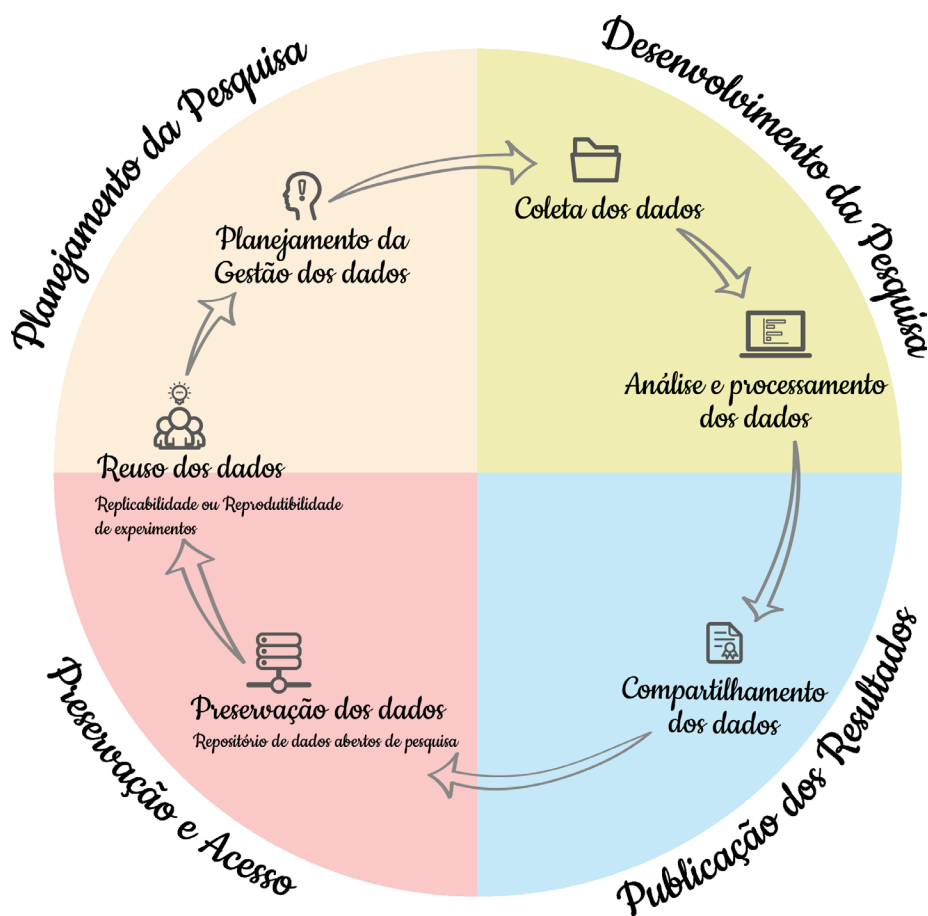 Planejamento da Pesquisa
Desenvolvimento da Pesquisa
Coleta dos dados
Planejamento da
Gestão dos dados
Análise e processamento
dos dados
Reuso dos dados
Replicabilidade ou Reprodutibilidade
de experimentos
Compartilhamento
dos dados
Preservação dos dados
Repositório de dados abertos de pesquisa
Preservação e Acesso
Publicação dos Resultados